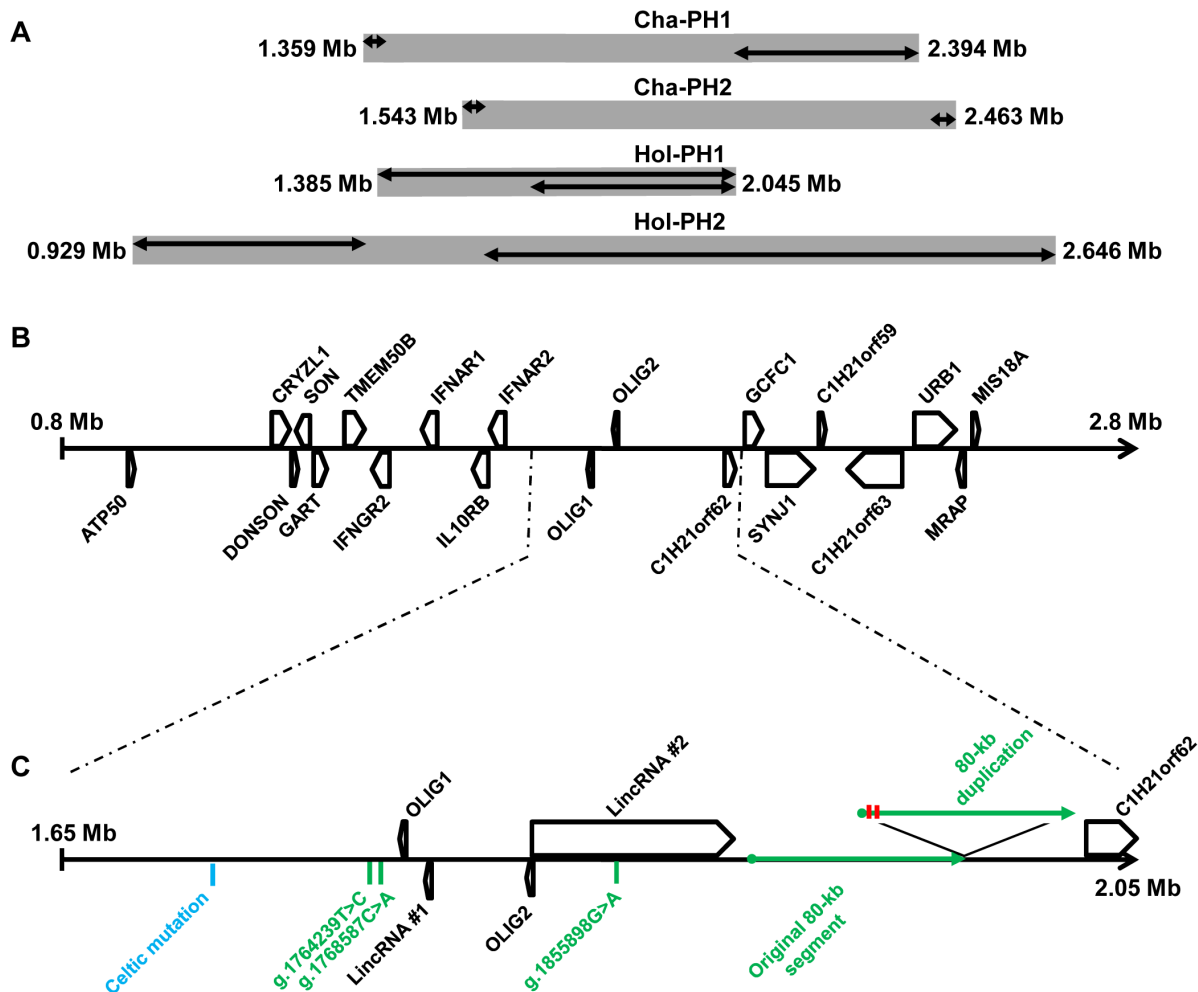 A
Cha-PH1
1.359 Mb
2.394 Mb
Cha-PH2
1.543 Mb
2.463 Mb
Hol-PH1
1.385 Mb
2.045 Mb
Hol-PH2
0.929 Mb
2.646 Mb
B
0.8 Mb
2.8 Mb
CRYZL1
SON
TMEM50B
IFNAR1
IFNAR2
OLIG2
GCFC1
C1H21orf59
URB1
MIS18A
ATP50
DONSON
GART
IFNGR2
IL10RB
OLIG1
C1H21orf62
SYNJ1
C1H21orf63
MRAP
C
1.65 Mb
2.05 Mb
OLIG1
LincRNA #2
80-kb
duplication
C1H21orf62
Celtic mutation
g.1764239T>C
g.1768587C>A
LincRNA #1
OLIG2
g.1855898G>A
Original 80-kb
segment